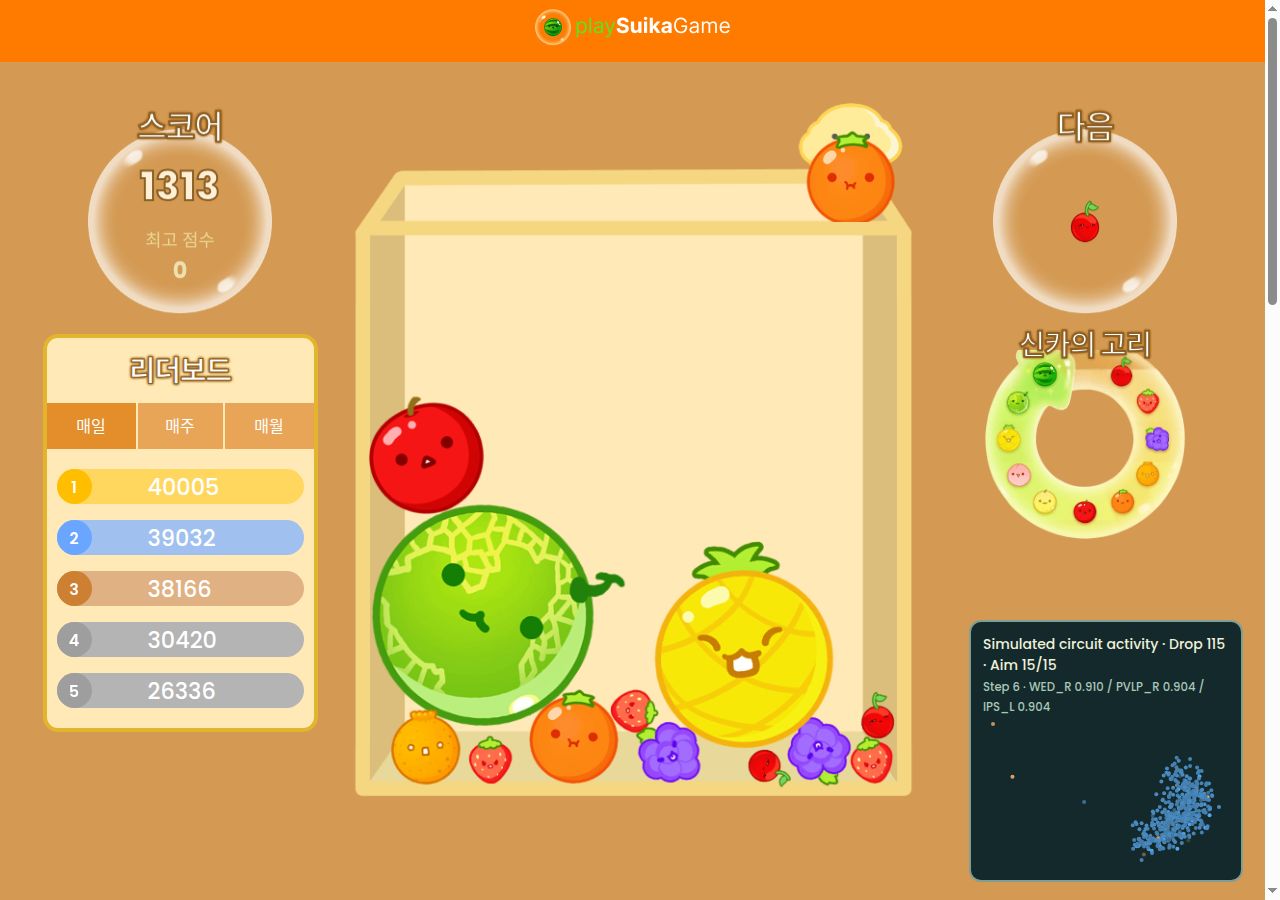 playSuikaGame
스코어
1313
최고 점수
0
다음
신카의 고리
리더보드
매일
매주
매월
1
40005
2
39032
3
38166
4
30420
5
26336
Simulated circuit activity · Drop 115
· Aim 15/15
Step 6 · WED_R 0.910 / PVLP_R 0.904 /
IPS_L 0.904